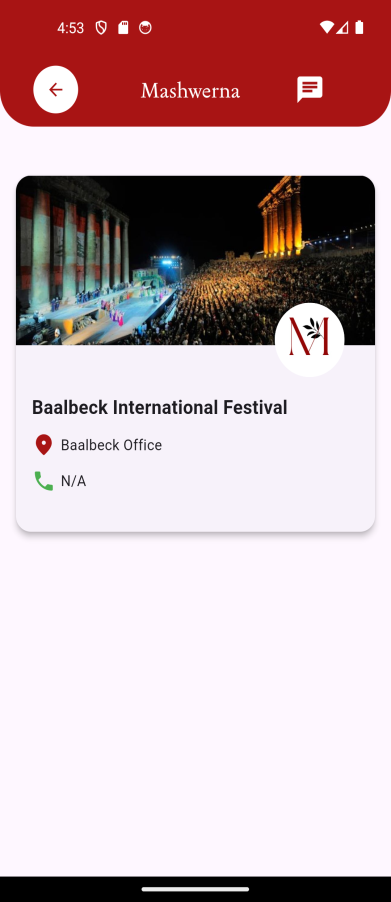 4:53
Mashwerna
M
Baalbeck International Festival
Baalbeck Office
N/A